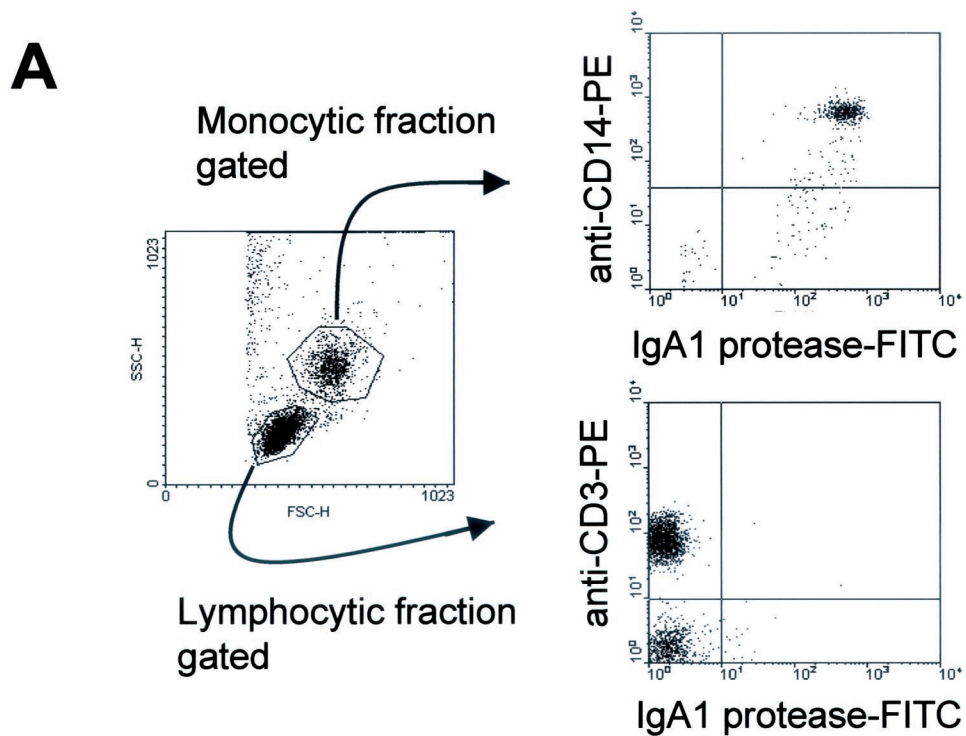 A
Monocytic fraction
gated
1023
SSC-H
0
0
1023
FSC-H
Lymphocytic fraction
gated
anti-CD14-PE
10⁴
10³
10²
10¹
10⁰
10⁰ 10¹ 10² 10³ 10⁴
IgA1 protease-FITC
anti-CD3-PE
10⁴
10³
10²
10¹
10⁰
10⁰ 10¹ 10² 10³ 10⁴
IgA1 protease-FITC